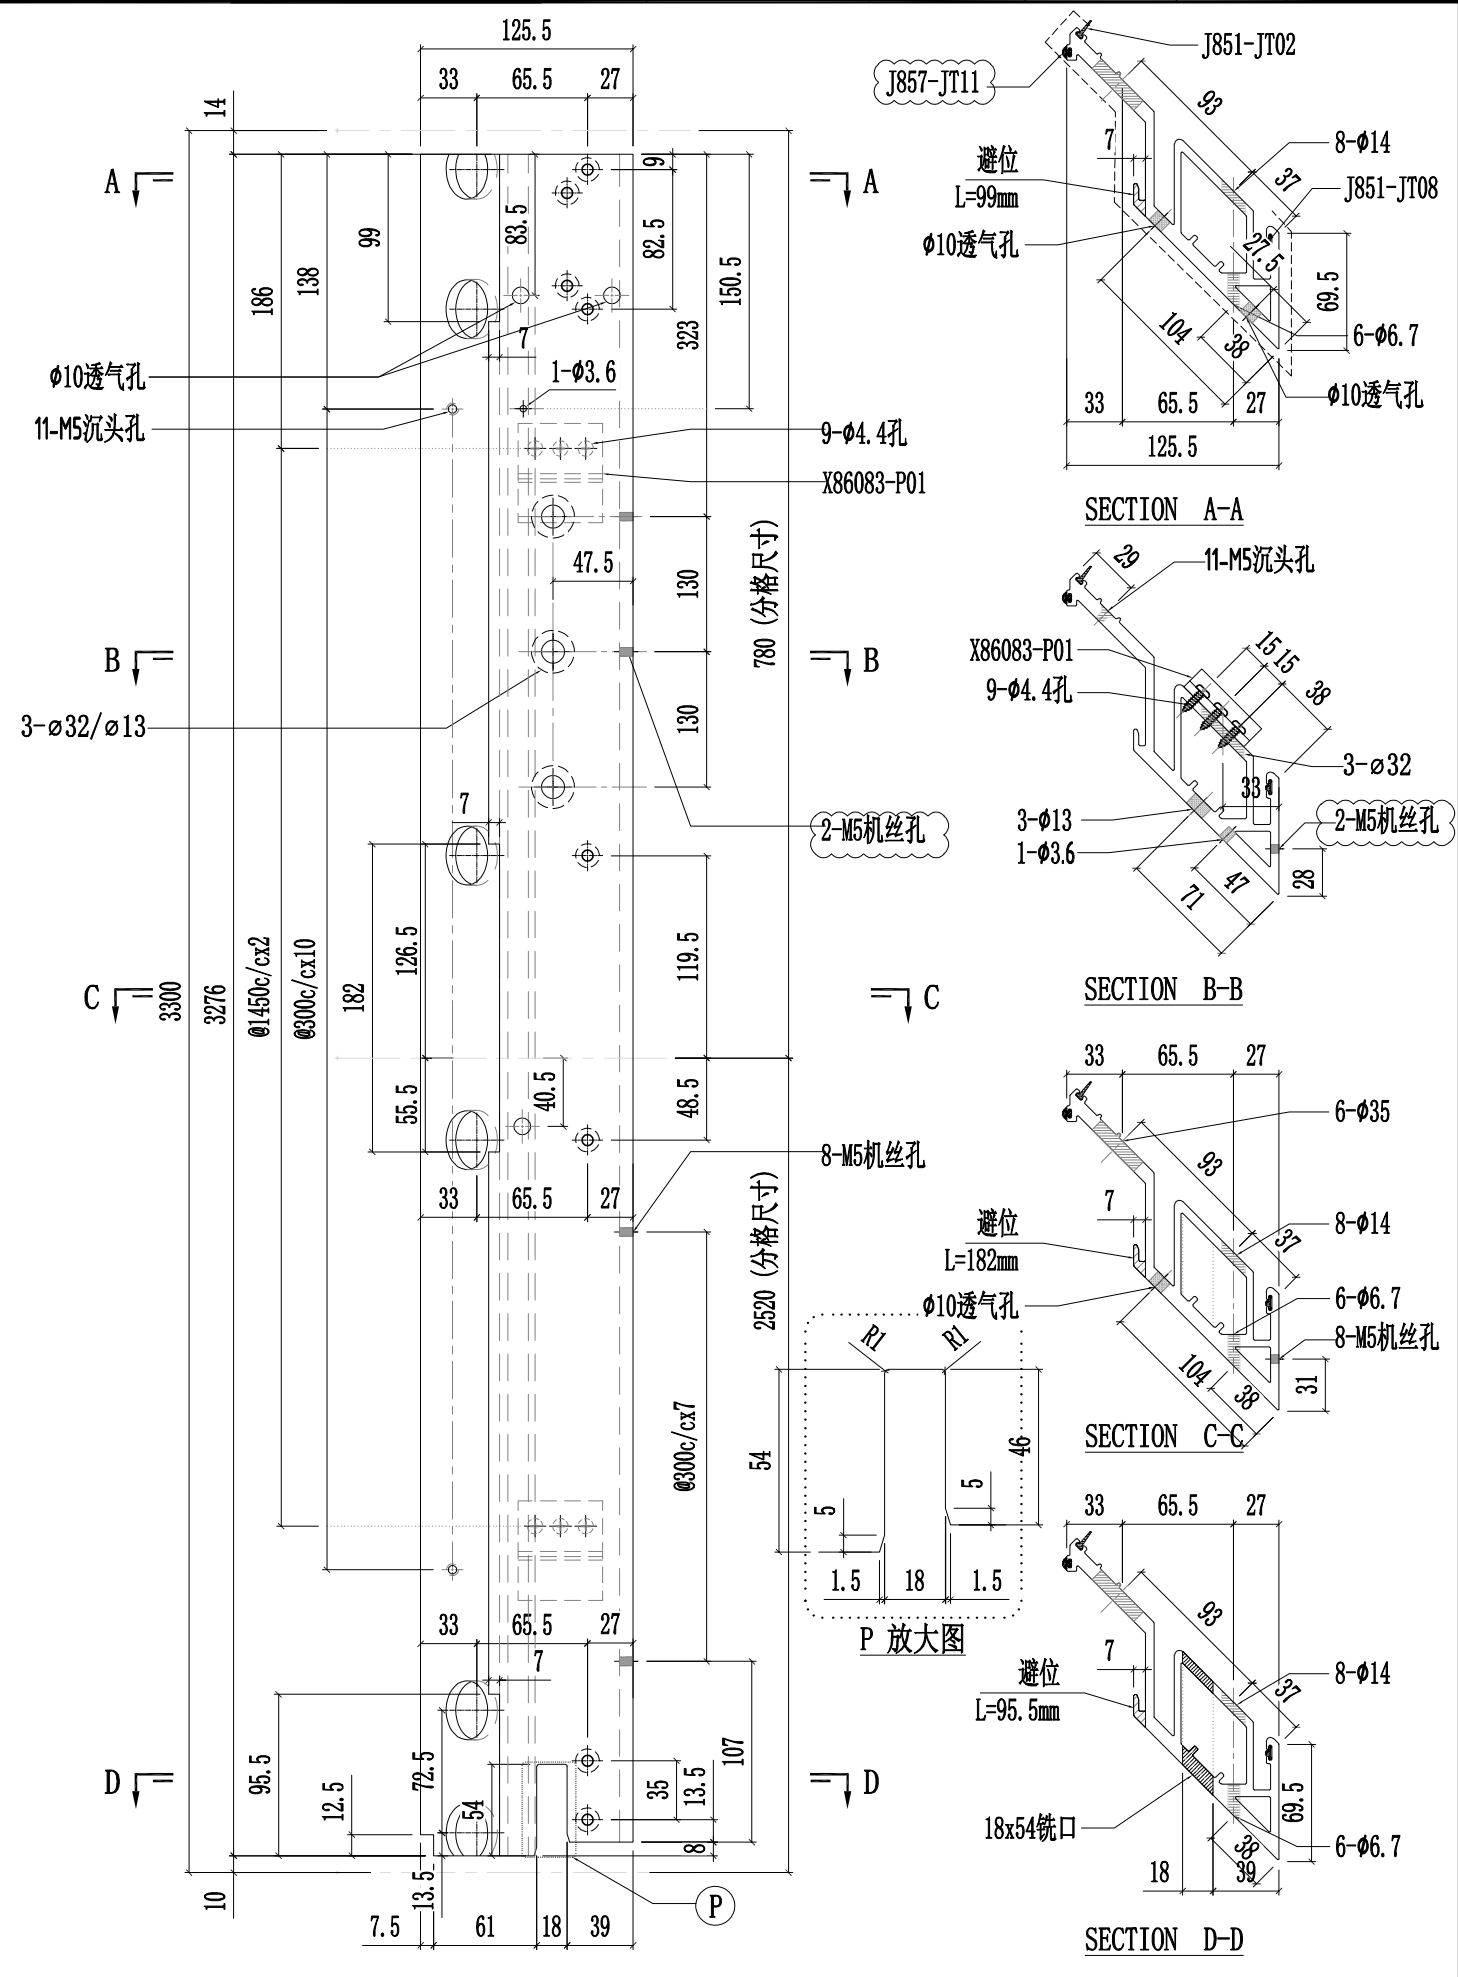 125.5
33
65.5
27
14
9
A
A
99
83.5
82.5
138
150.5
186
323
7
Φ10透气孔
1-Φ3.6
11-M5沉头孔
9-Φ4.4孔
X86083-P01
47.5
130
780 (分格尺寸)
B
B
3-⌀32/⌀13
130
7
2-M5机丝孔
126.5
119.5
182
@1450c/cx2
@300c/cx10
3300
3276
C
C
55.5
40.5
48.5
8-M5机丝孔
33
65.5
27
2520 (分格尺寸)
@300c/cx7
33
65.5
27
7
107
95.5
72.5
12.5
54
35
13.5
8
D
D
10
13.5
7.5
61
18
39
P
R1
R1
54
46
5
5
1.5
18
1.5
P 放大图
J851-JT02
J857-JT11
93
7
8-Φ14
避位
L=99mm
37
J851-JT08
Φ10透气孔
27.5
69.5
104
38
6-Φ6.7
Φ10透气孔
33
65.5
27
125.5
SECTION A-A
29
11-M5沉头孔
X86083-P01
9-Φ4.4孔
15
15
38
3-⌀32
33
3-Φ13
1-Φ3.6
2-M5机丝孔
47
71
28
SECTION B-B
33
65.5
27
6-Φ35
93
7
避位
L=182mm
8-Φ14
37
Φ10透气孔
6-Φ6.7
8-M5机丝孔
104
38
31
SECTION C-C
33
65.5
27
93
7
避位
L=95.5mm
8-Φ14
37
18x54铣口
69.5
6-Φ6.7
38
18
39
SECTION D-D